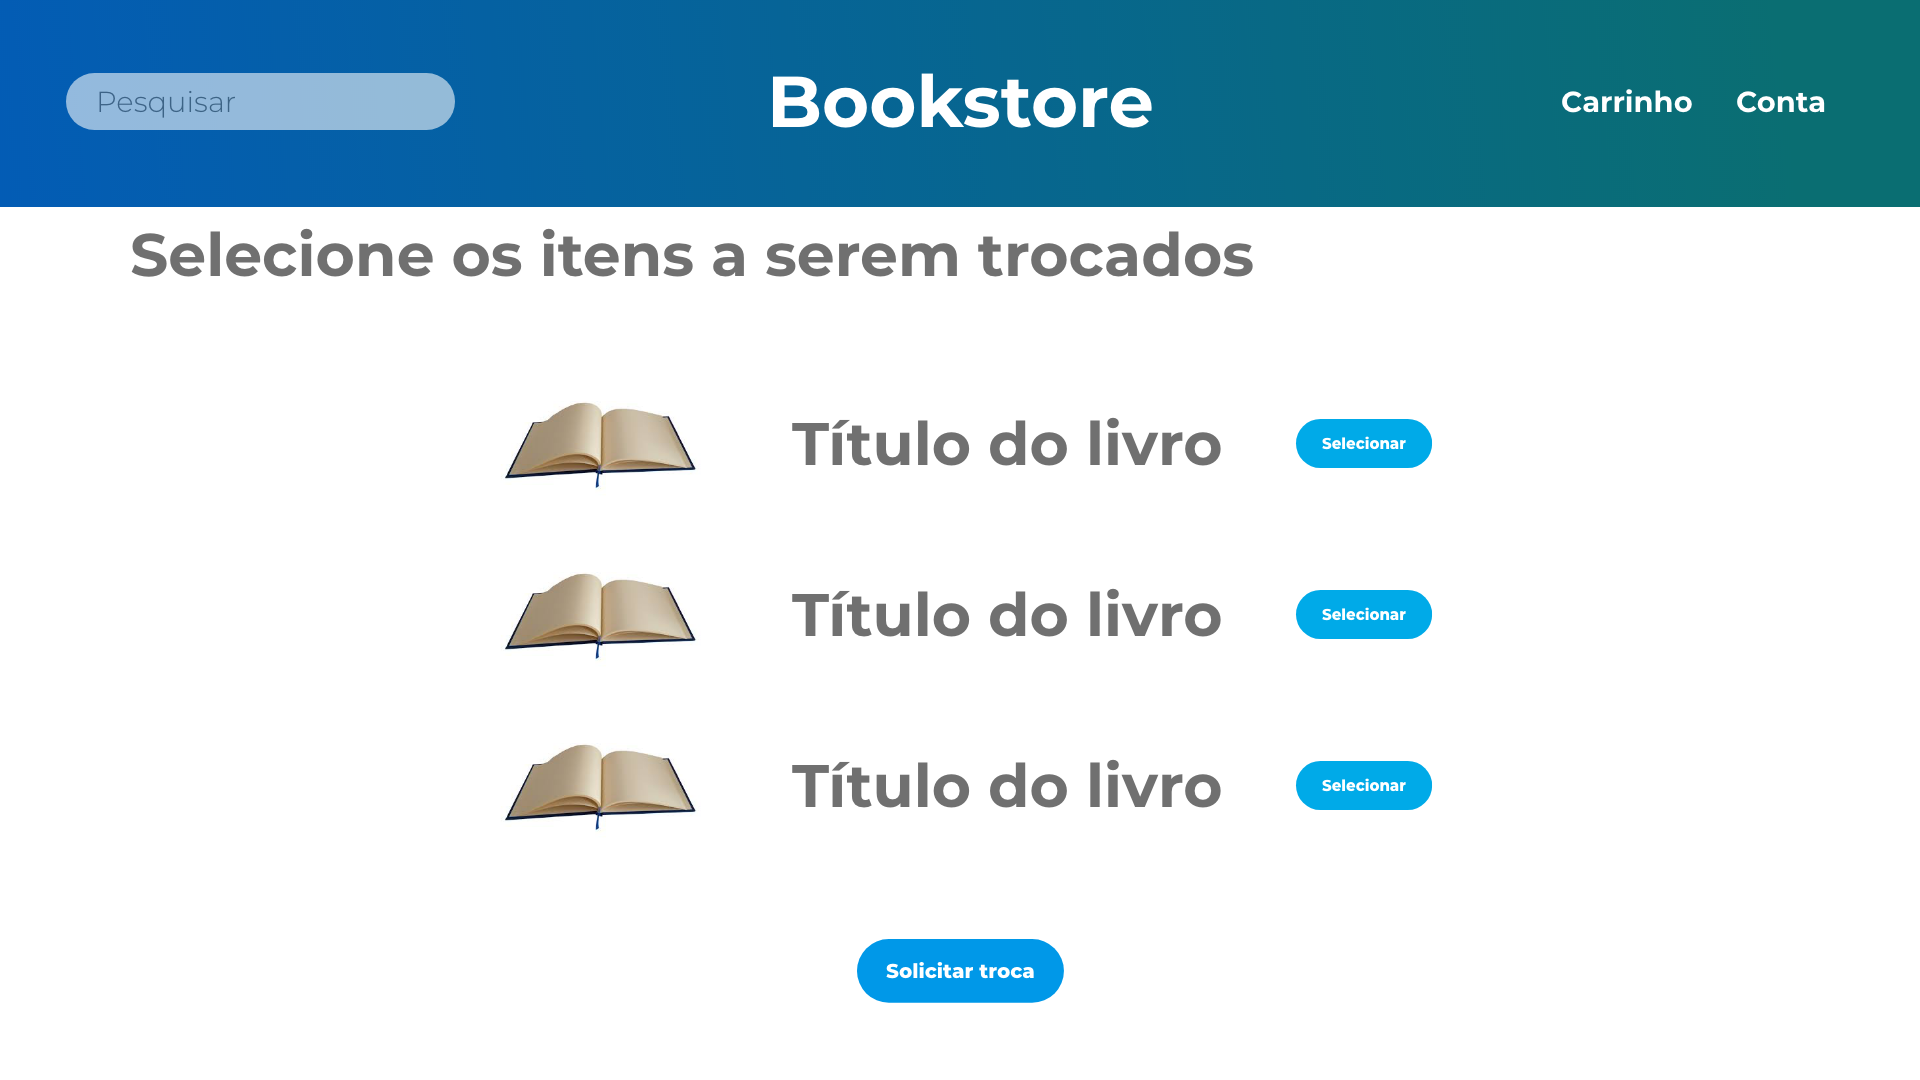 Pesquisar
Bookstore
Carrinho
Conta
Selecione os itens a serem trocados
Título do livro
Selecionar
Título do livro
Selecionar
Título do livro
Selecionar
Solicitar troca